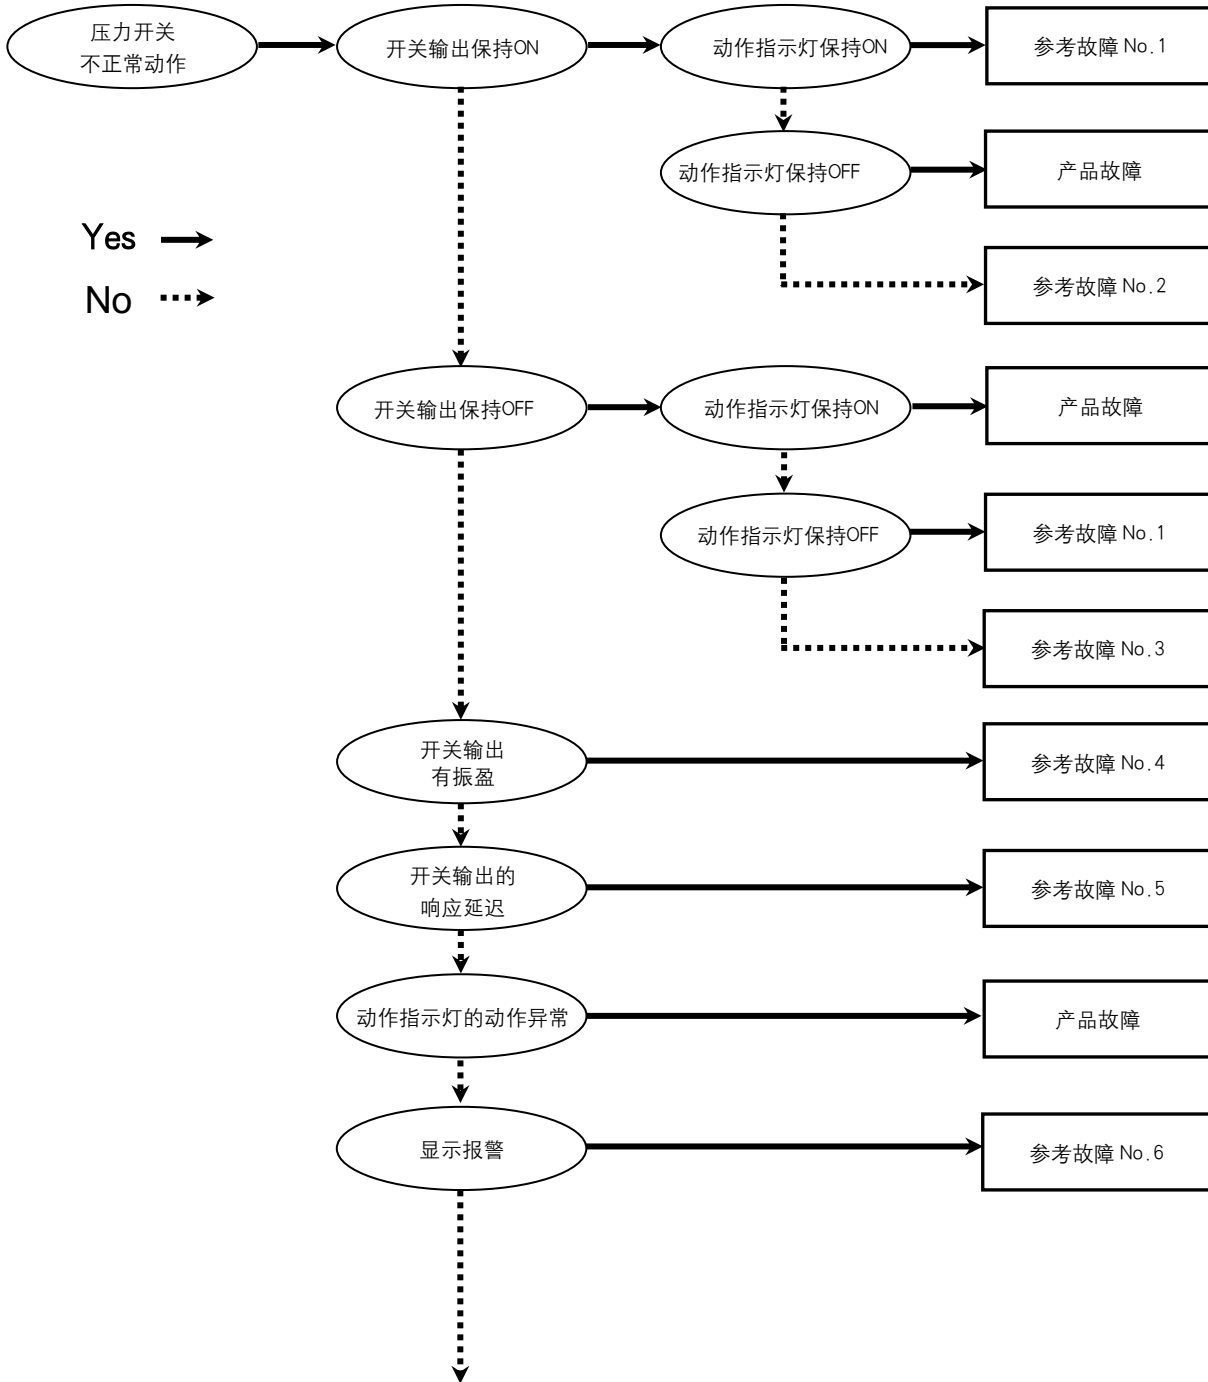 压力开关
不正常动作
开关输出保持ON
动作指示灯保持ON
参考故障 No.1
动作指示灯保持OFF
产品故障
Yes
No
参考故障 No.2
开关输出保持OFF
动作指示灯保持ON
产品故障
动作指示灯保持OFF
参考故障 No.1
参考故障 No.3
开关输出
有振盈
参考故障 No.4
开关输出的
响应延迟
参考故障 No.5
动作指示灯的动作异常
产品故障
显示报警
参考故障 No.6